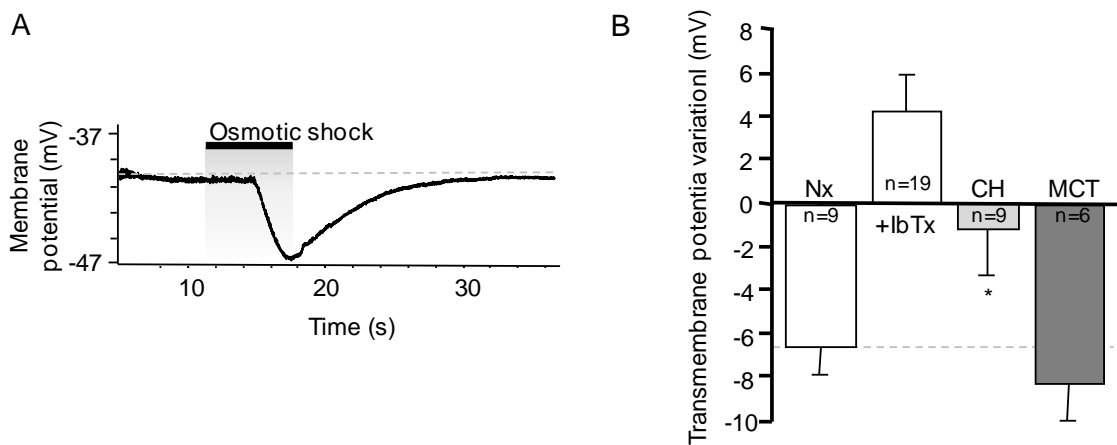 A
Membrane
potential (mV)
-37
-47
Osmotic shock
10
20
30
Time (s)
B
Transmembrane potentia variationl (mV)
8
6
4
2
0
-2
-4
-6
-8
-10
Nx
n=9
n=19
+IbTx
CH
n=9
*
MCT
n=6